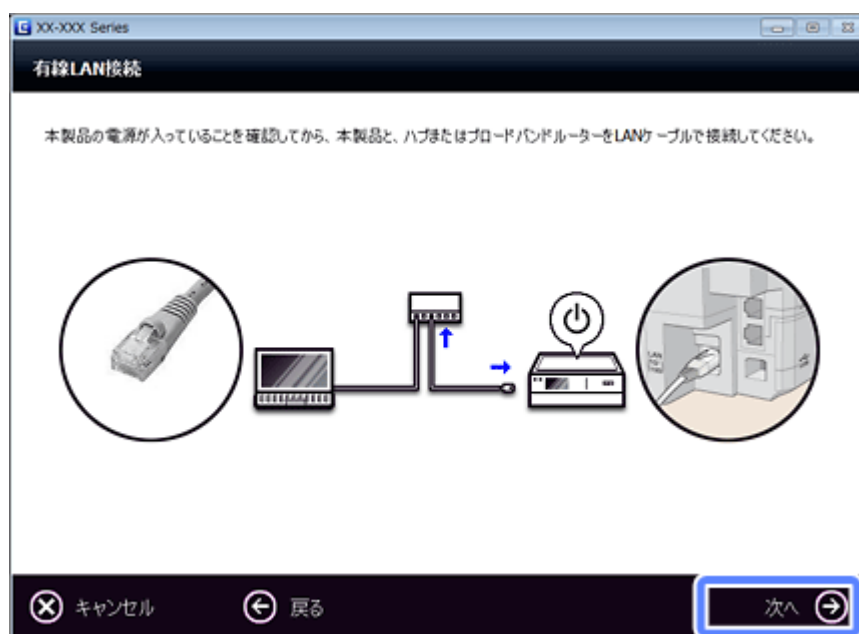 XX-XXX Series
有線LAN接続
本製品の電源が入っていることを確認してから、本製品と、ハブまたはブロードバンドルーターをLANケーブルで接続してください。
キャンセル
戻る
次へ